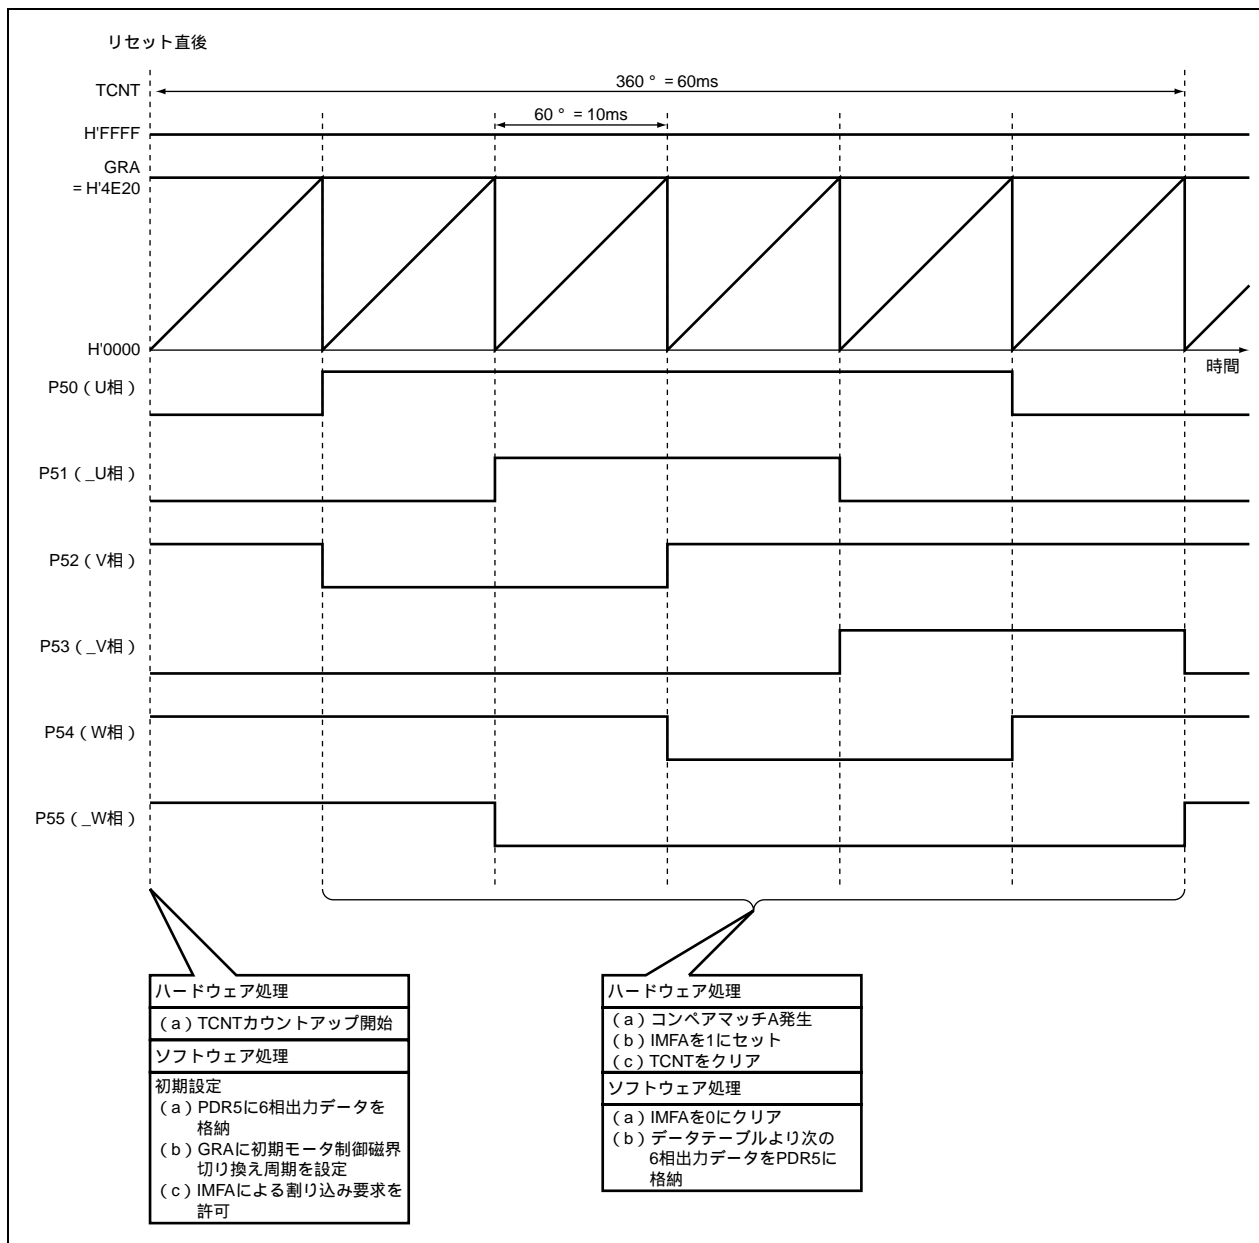 リセット直後
TCNT
360 ° = 60ms
60 ° = 10ms
H'FFFF
GRA
= H'4E20
H'0000
時間
P50 ( U相 )
P51 ( _U相 )
P52 ( V相 )
P53 ( _V相 )
P54 ( W相 )
P55 ( _W相 )
ハードウェア処理
( a ) TCNTカウントアップ開始
ソフトウェア処理
初期設定
( a ) PDR5に6相出力データを
格納
( b ) GRAに初期モータ制御磁界
切り換え周期を設定
( c ) IMFAによる割り込み要求を
許可
ハードウェア処理
( a ) コンペアマッチA発生
( b ) IMFAを1にセット
( c ) TCNTをクリア
ソフトウェア処理
( a ) IMFAを0にクリア
( b ) データテーブルより次の
6相出力データをPDR5に
格納